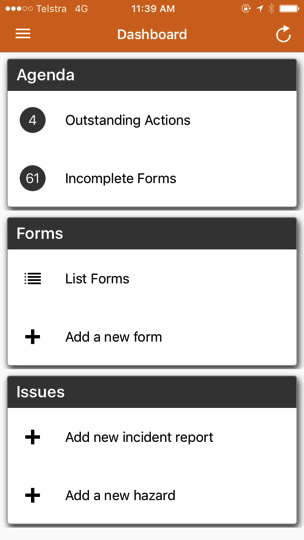 Telstra 4G 11:39 AM
Dashboard
Agenda
4 Outstanding Actions
61 Incomplete Forms
Forms
List Forms
Add a new form
Issues
Add new incident report
Add a new hazard